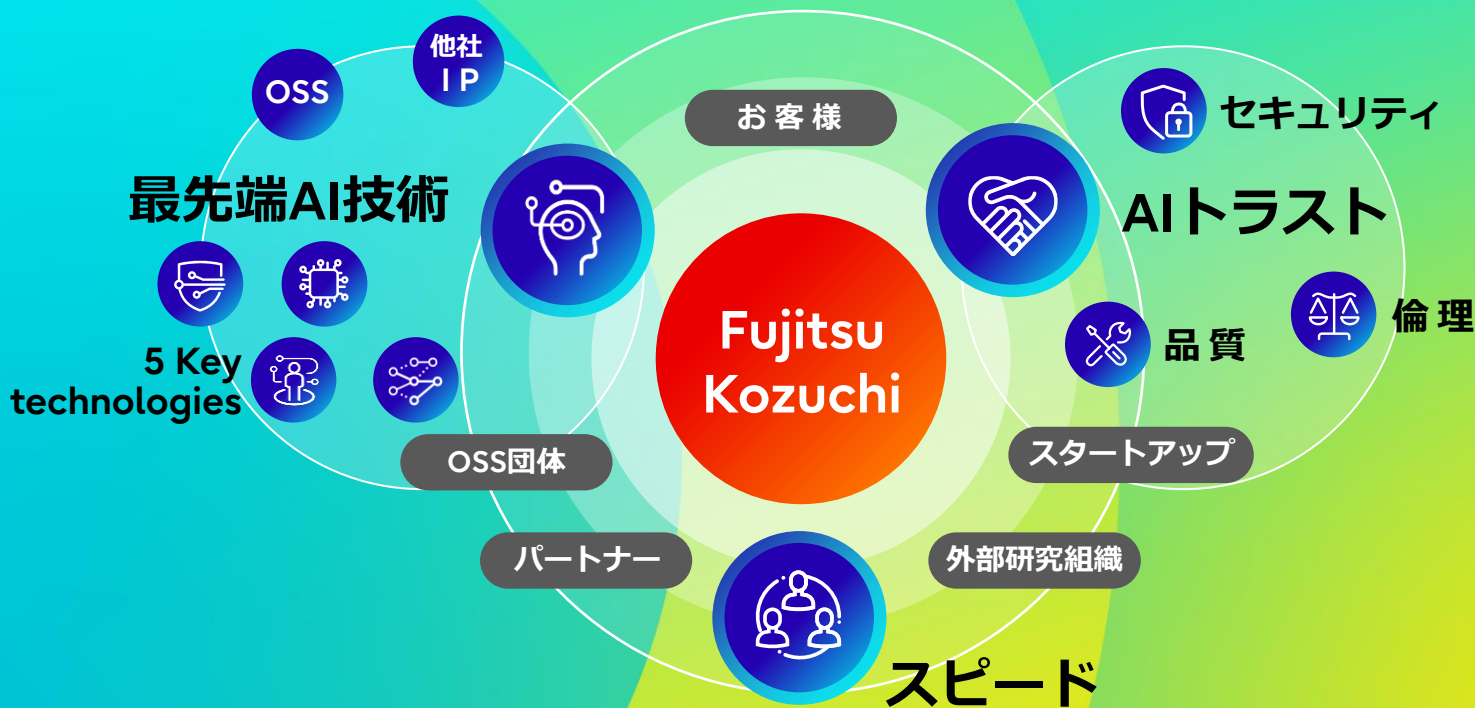 他社
IP
OSS
お客様
セキュリティ
最先端AI技術
AIトラスト
Fujitsu
Kozuchi
倫理
品質
5 Key
technologies
OSS団体
スタートアップ
パートナー
外部研究組織
スピード